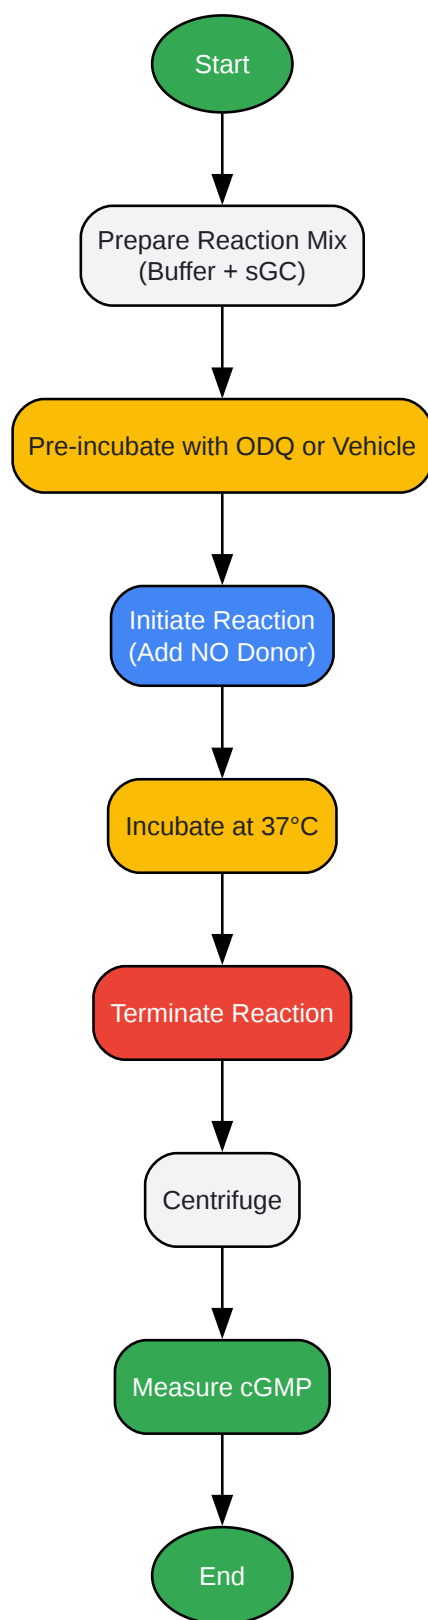 Start
Prepare Reaction Mix
(Buffer + sGC)
Pre-incubate with ODQ or Vehicle
Initiate Reaction
(Add NO Donor)
Incubate at 37°C
Terminate Reaction
Centrifuge
Measure cGMP
End